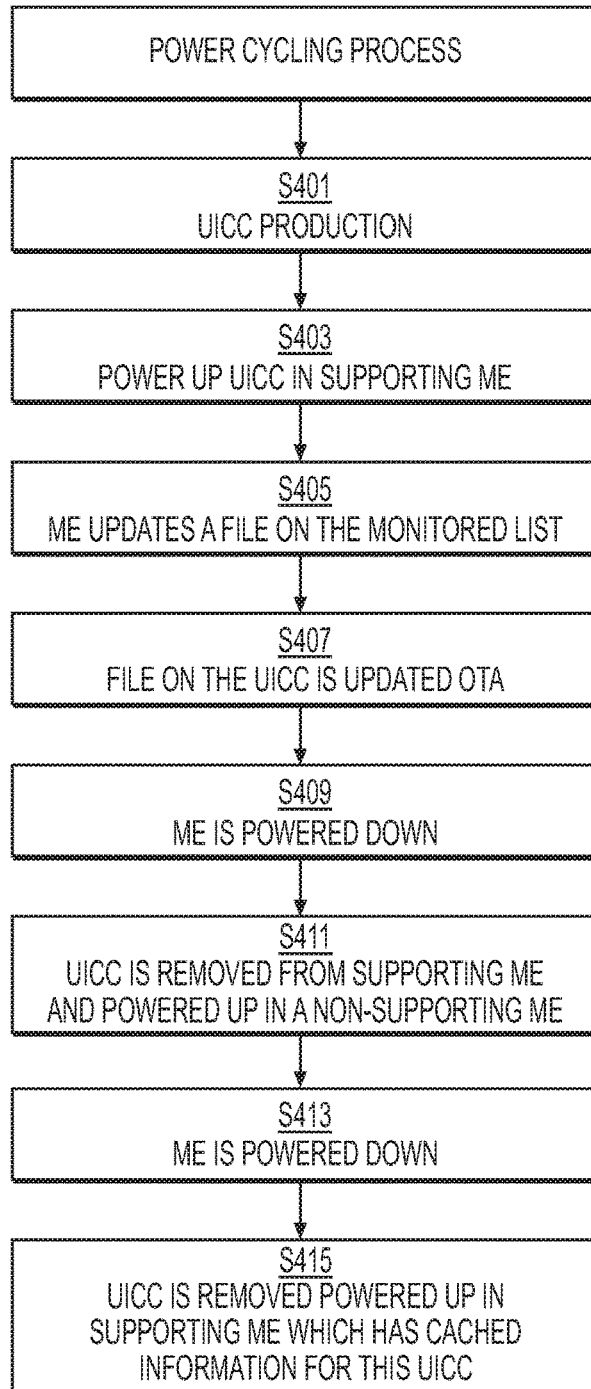 POWER CYCLING PROCESS
S401
UICC PRODUCTION
S403
POWER UP UICC IN SUPPORTING ME
S405
ME UPDATES A FILE ON THE MONITORED LIST
S407
FILE ON THE UICC IS UPDATED OTA
S409
ME IS POWERED DOWN
S411
UICC IS REMOVED FROM SUPPORTING ME
AND POWERED UP IN A NON-SUPPORTING ME
S413
ME IS POWERED DOWN
S415
UICC IS REMOVED POWERED UP IN
SUPPORTING ME WHICH HAS CACHED
INFORMATION FOR THIS UICC